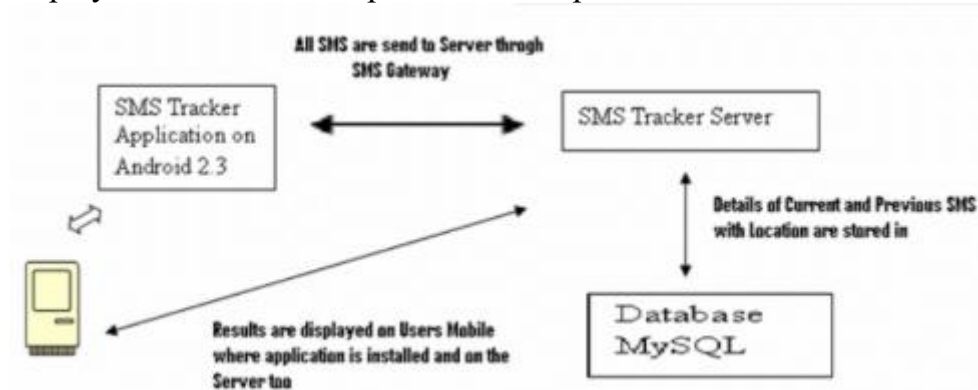 All SMS are send to Server throgh
SMS Gateway
SMS Tracker
Application on
Android 2.3
SMS Tracker Server
Details of Current and Previous SMS
with Location are stored in
Database
MySQL
Results are displayed on Users Mobile
where application is installed and on the
Server too